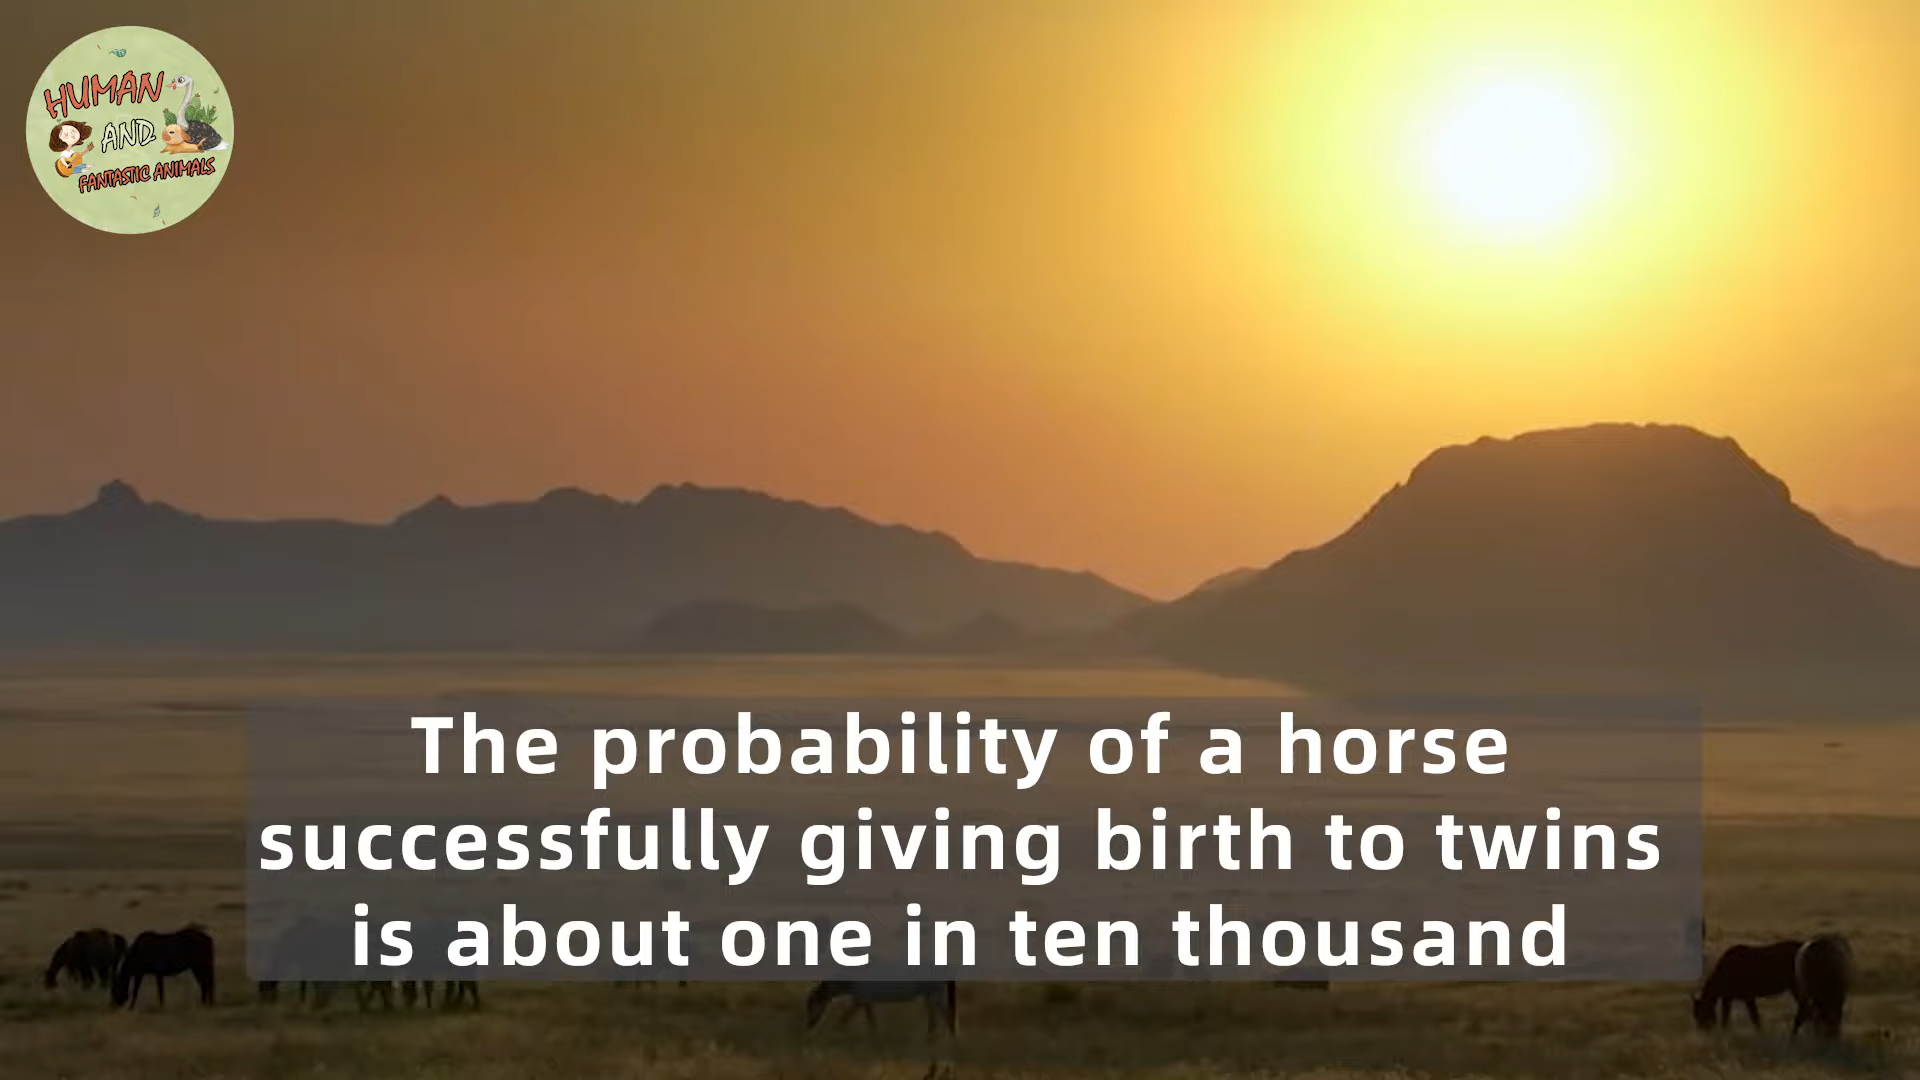 HUMAN
AND
FANTASTIC ANIMALS
The probability of a horse
successfully giving birth to twins
is about one in ten thousand